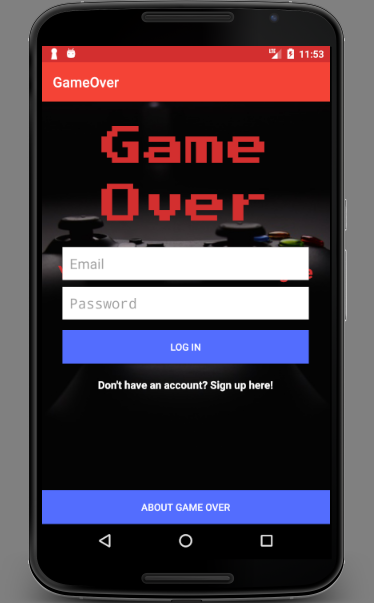 11:53
GameOver
Game
Over
Email
Password
LOG IN
Don't have an account? Sign up here!
ABOUT GAME OVER